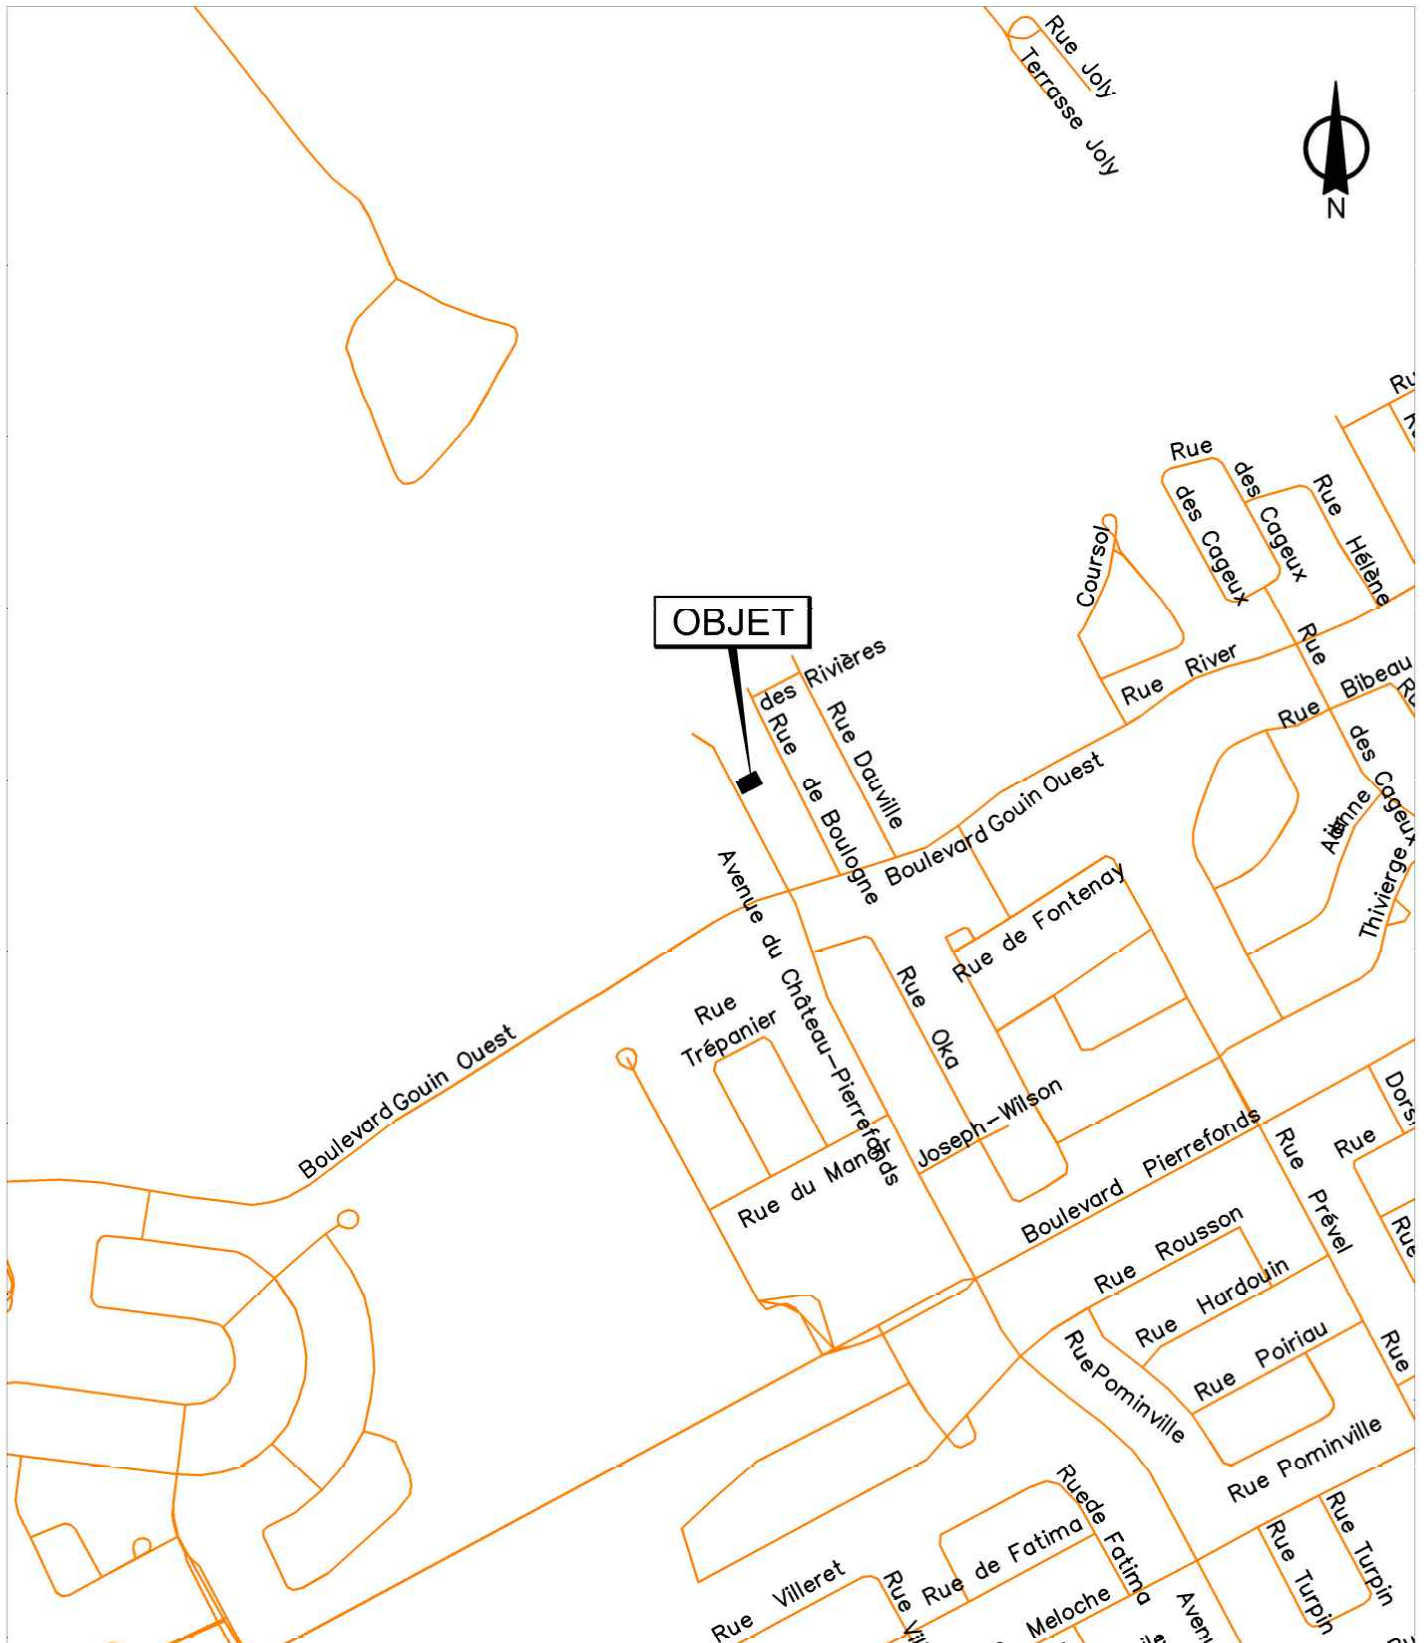 Rue Joly
Terrasse Joly
N
Rue
des Cageux
des Cageux
Rue Hélène
Coursol
OBJET
des Rivières
Rue River
Rue
des Cageux
Rue Bibeau
Rue Dauville
Rue de Boulogne
Boulevard Gouin Ouest
Thivierge
Avenue du Château-Pierrefonds
Rue de Fontenay
Rue Oka
Rue
Trépanier
Boulevard Gouin Ouest
Joseph-Wilson
Rue du Manoir
Boulevard Pierrefonds
Rue Prével
Rue
Rue
Rue Rousson
Rue Hardouin
Rue Poiriau
Rue
Rue Pominville
Rue Pominville
Rue de Fatima
Rue de Fatima
Rue Villeret
Rue
Meloche
Rue Turpin
Rue Turpin